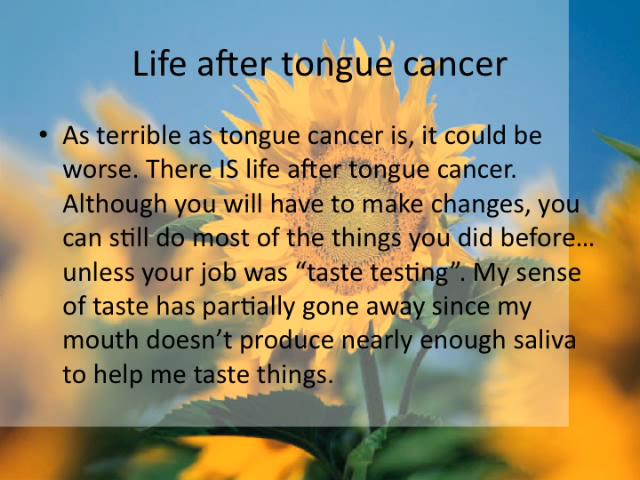 Life after tongue cancer
• As terrible as tongue cancer is, it could be
worse. There IS life after tongue cancer.
Although you will have to make changes, you
can still do most of the things you did before…
unless your job was “taste testing”. My sense
of taste has partially gone away since my
mouth doesn’t produce nearly enough saliva
to help me taste things.